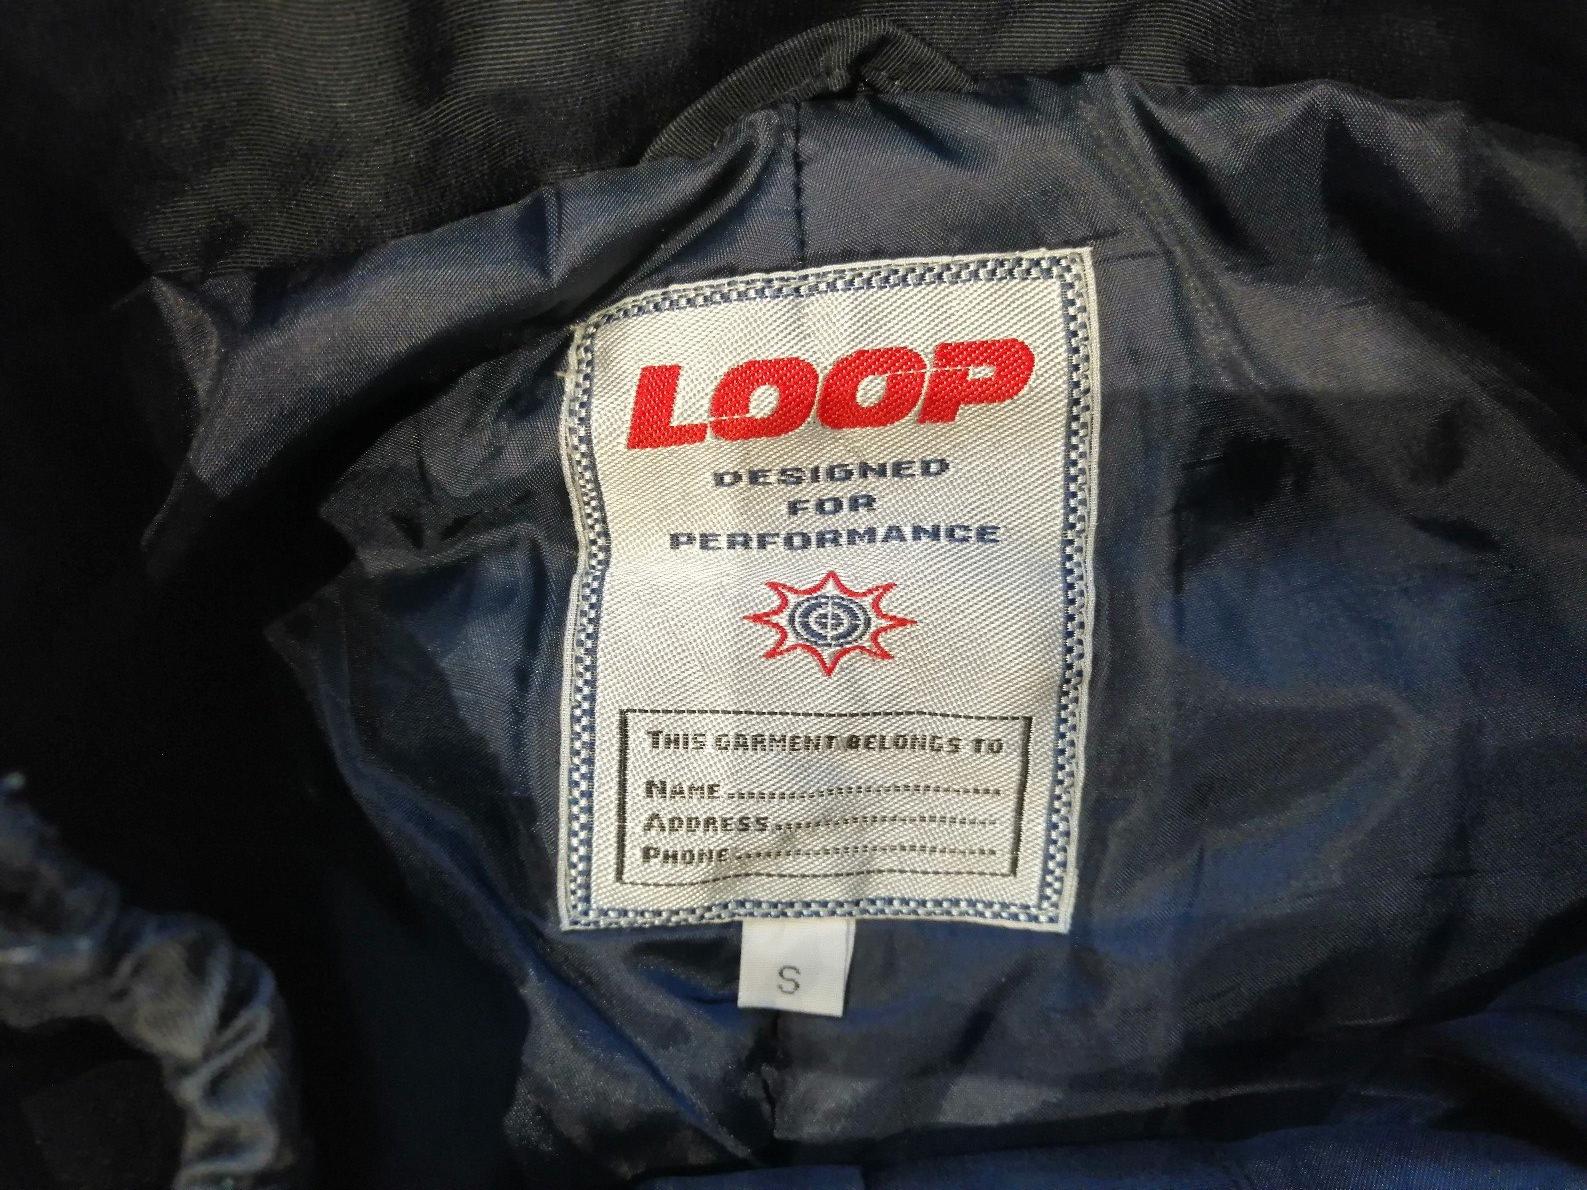 LOOP
DESIGNED
FOR
PERFORMANCE
THIS GARMENT BELONGS TO
NAME
ADDRESS
PHONE
S